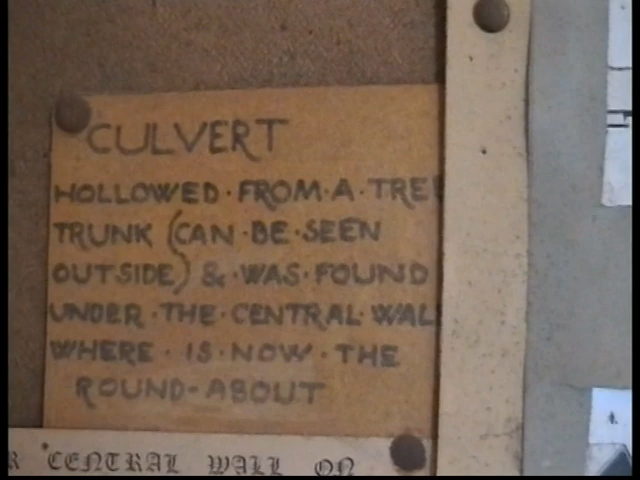 CULVERT
HOLLOWED·FROM·A·TREE
TRUNK (CAN·BE·SEEN
OUTSIDE) &·WAS·FOUND
UNDER·THE·CENTRAL·WAL
WHERE·IS·NOW·THE
ROUND-ABOUT
R CENTRAL WALL ON